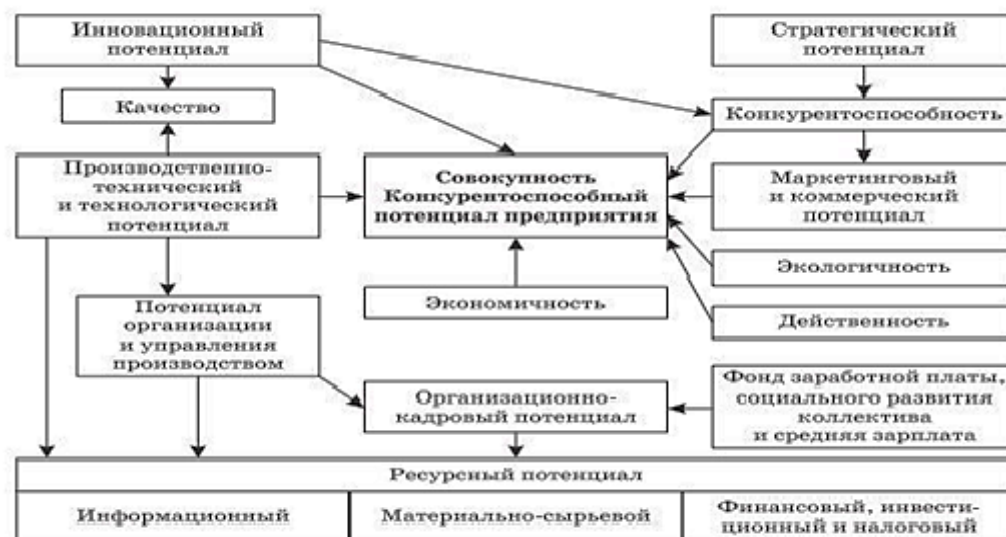 Инновационный
потенциал
Стратегический
потенциал
Качество
Конкурентоспособность
Производственно-
технический
и технологический
потенциал
Совокупность
Конкурентоспособный
потенциал предприятия
Маркетинговый
и коммерческий
потенциал
Экологичность
Экономичность
Действенность
Потенциал
организации
и управления
производством
Организационно-
кадровый потенциал
Фонд заработной платы,
социального развития
коллектива
и средняя зарплата
Ресурсный потенциал
Информационный
Материально-сырьевой
Финансовый, инвести-
ционный и налоговый